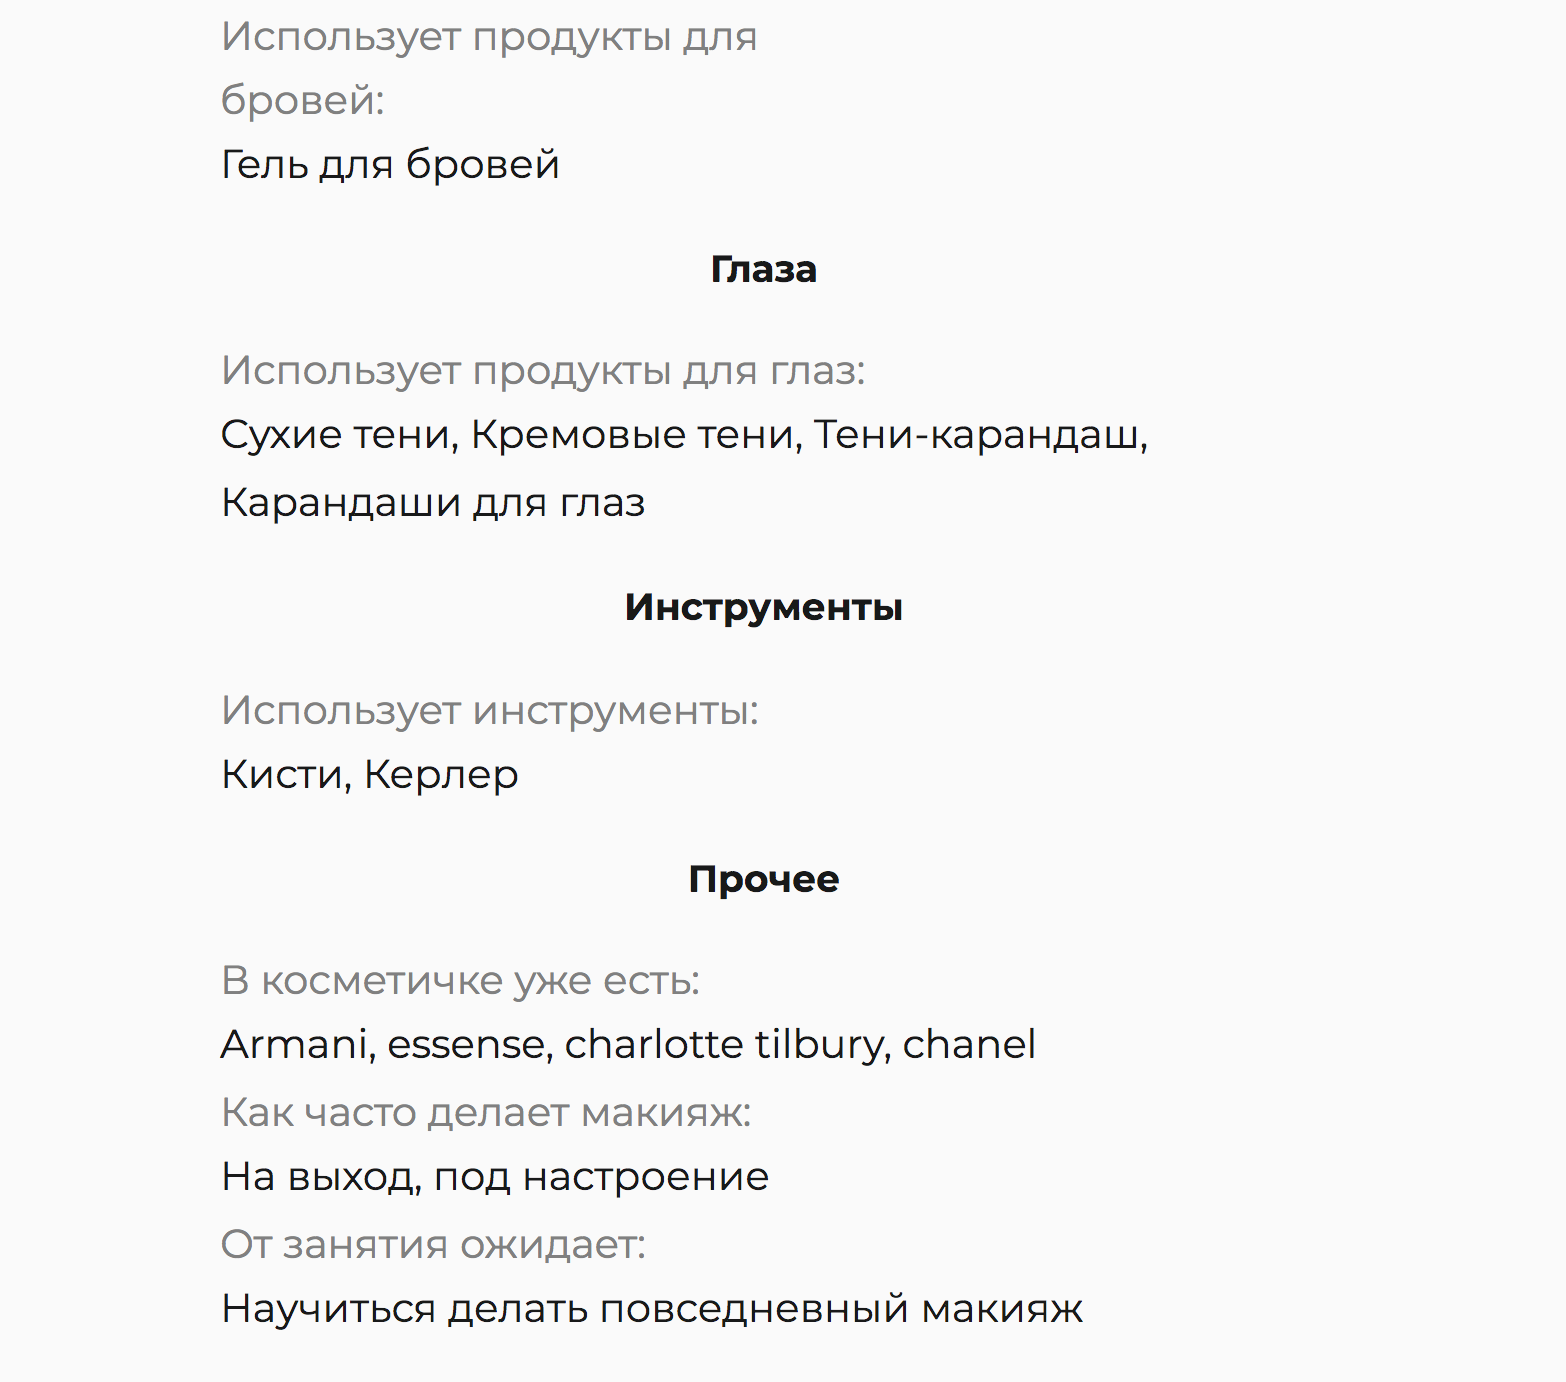 Использует продукты для
бровей:
Гель для бровей
Глаза
Использует продукты для глаз:
Сухие тени, Кремовые тени, Тени-карандаш,
Карандаши для глаз
Инструменты
Использует инструменты:
Кисти, Керлер
Прочее
В косметичке уже есть:
Armani, essense, charlotte tilbury, chanel
Как часто делает макияж:
На выход, под настроение
От занятия ожидает:
Научиться делать повседневный макияж